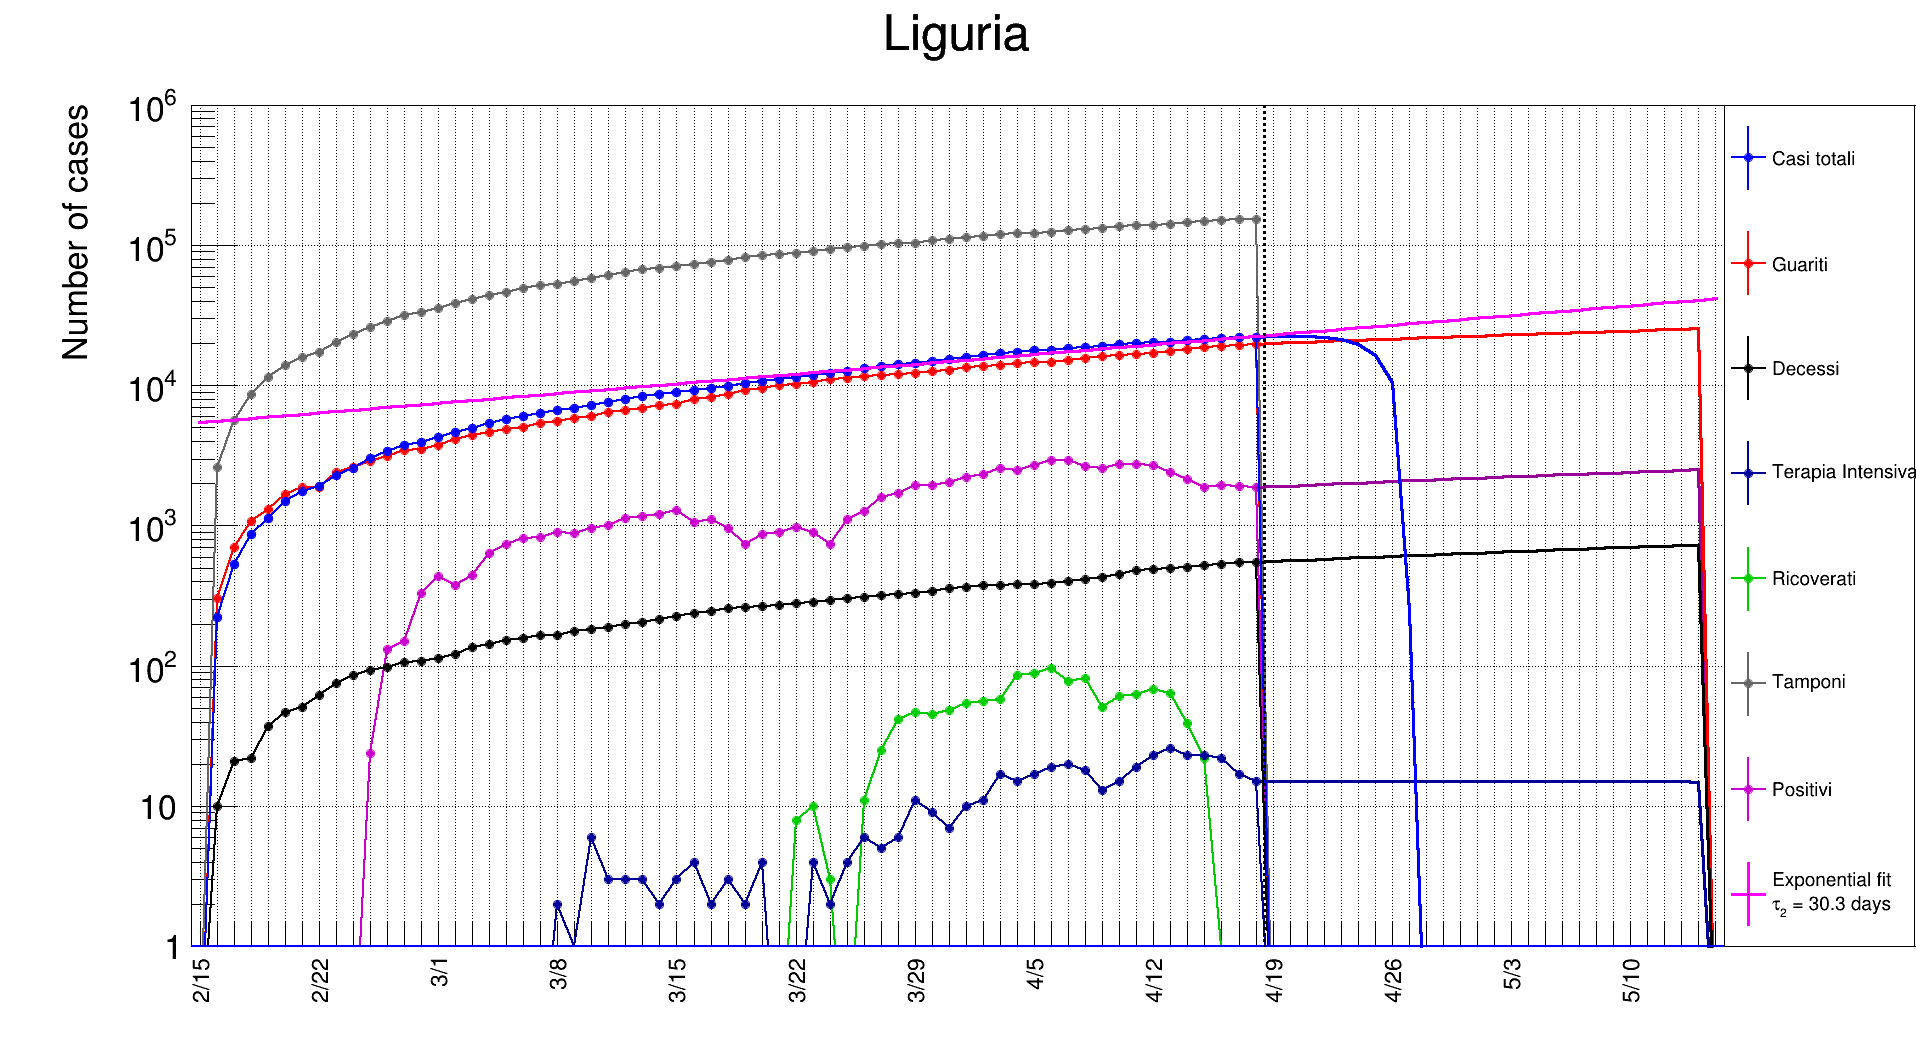 Liguria
Number of cases
10^6
10^5
10^4
10^3
10^2
10
1
2/15
2/22
3/1
3/8
3/15
3/22
3/29
4/5
4/12
4/19
4/26
5/3
5/10
Casi totali
Guariti
Decessi
Terapia Intensiva
Ricoverati
Tamponi
Positivi
Exponential fit
τ₂ = 30.3 days